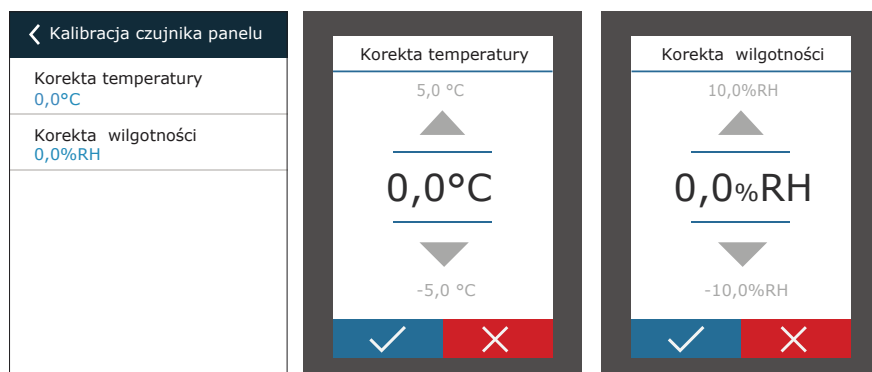 Kalibracja czujnika panelu
Korekta temperatury
0,0°C
Korekta wilgotności
0,0%RH
Korekta temperatury
5,0 °C
0,0°C
-5,0 °C
Korekta wilgotności
10,0%RH
0,0%RH
-10,0%RH